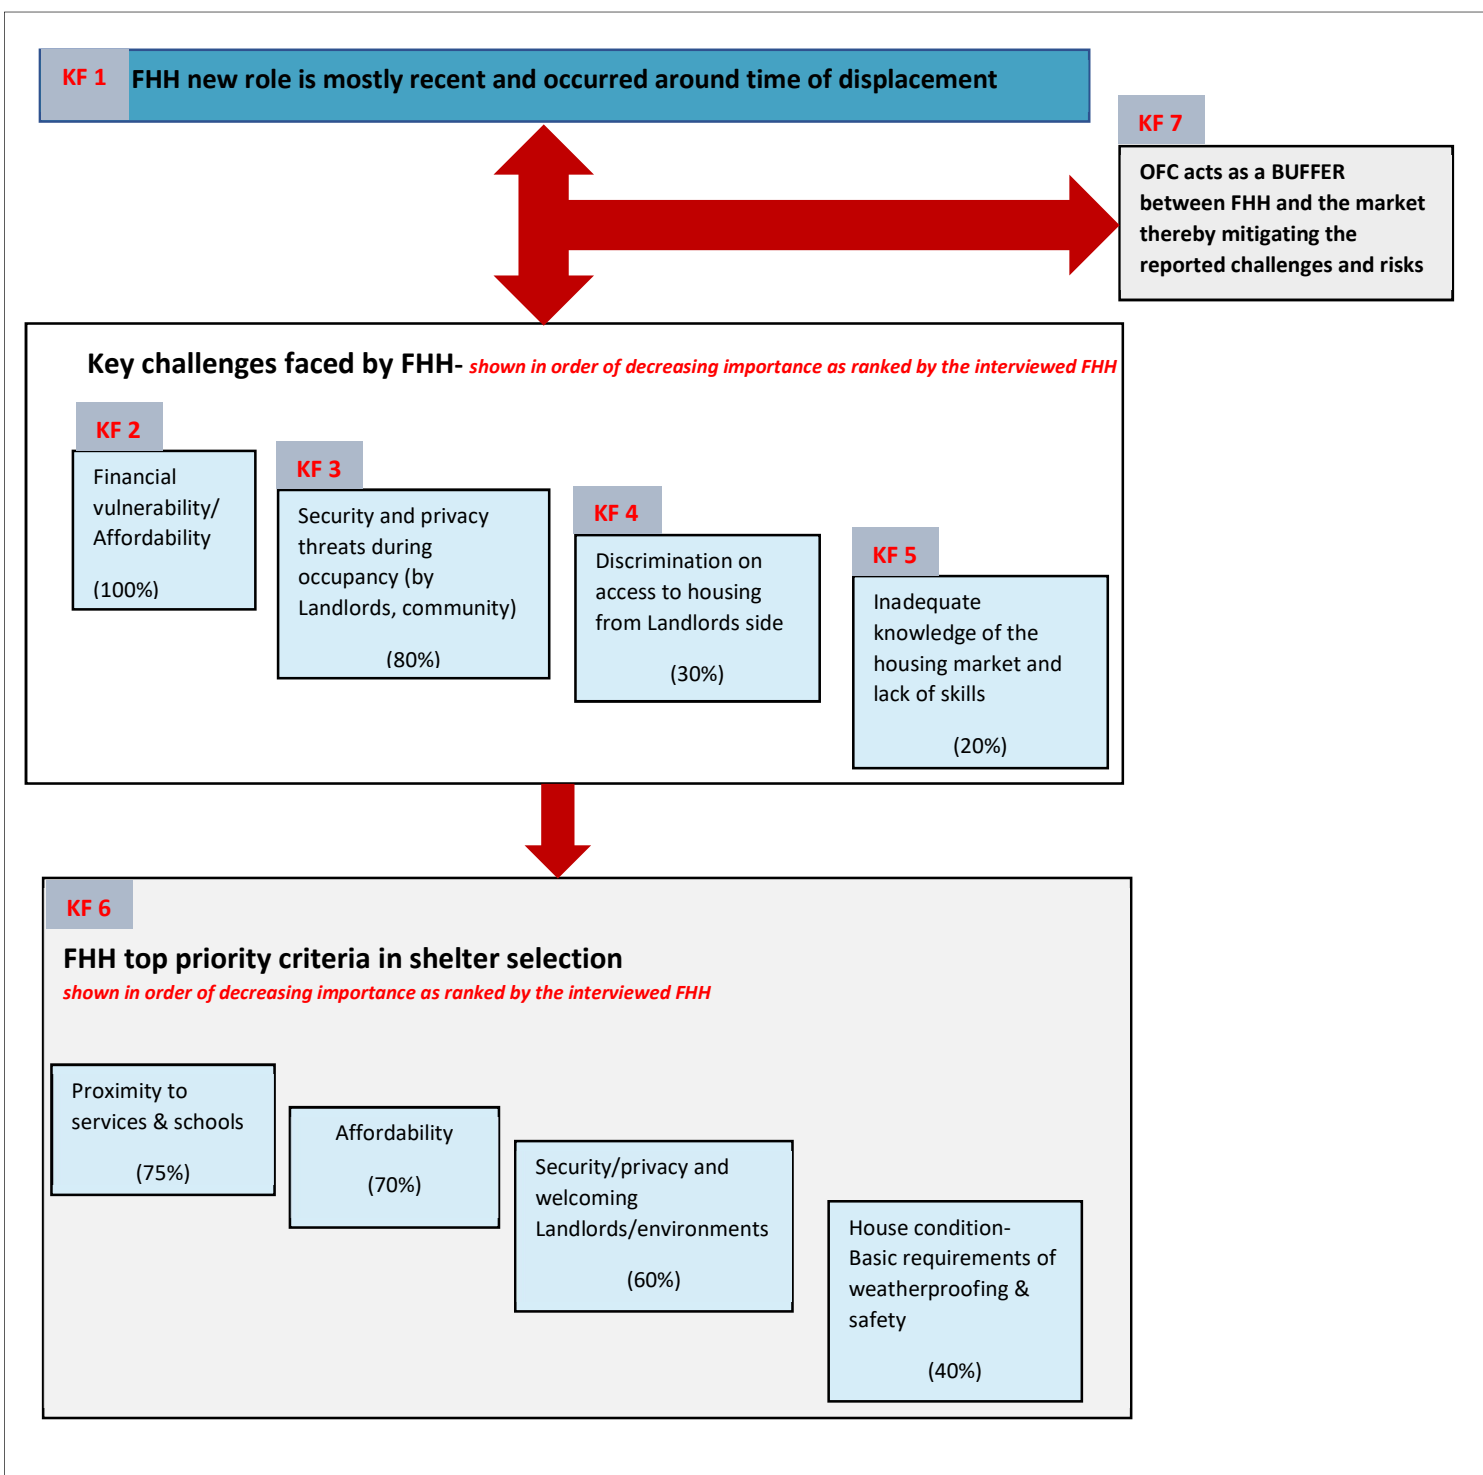 KF 1 FHH new role is mostly recent and occurred around time of displacement
KF 7
OFC acts as a BUFFER
between FHH and the market
thereby mitigating the
reported challenges and risks
Key challenges faced by FHH- shown in order of decreasing importance as ranked by the interviewed FHH
KF 2
Financial
vulnerability/
Affordability
(100%)
KF 3
Security and privacy
threats during
occupancy (by
Landlords, community)
(80%)
KF 4
Discrimination on
access to housing
from Landlords side
(30%)
KF 5
Inadequate
knowledge of the
housing market and
lack of skills
(20%)
KF 6
FHH top priority criteria in shelter selection
shown in order of decreasing importance as ranked by the interviewed FHH
Proximity to
services & schools
(75%)
Affordability
(70%)
Security/privacy and
welcoming
Landlords/environments
(60%)
House condition-
Basic requirements of
weatherproofing &
safety
(40%)